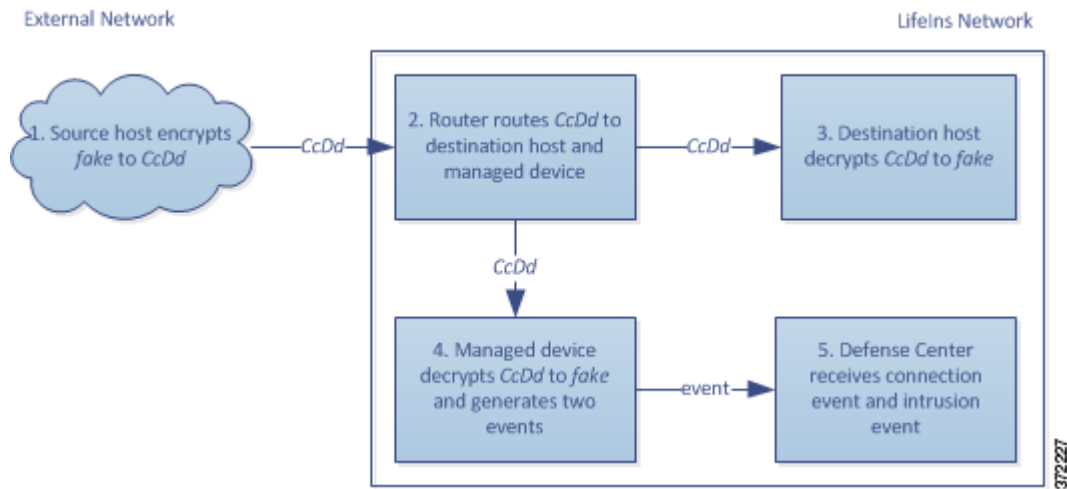 External Network
LifeIns Network
1. Source host encrypts
fake to CcDd
CcDd
2. Router routes CcDd to
destination host and
managed device
CcDd
3. Destination host
decrypts CcDd to fake
CcDd
4. Managed device
decrypts CcDd to fake
and generates two
events
event
5. Defense Center
receives connection
event and intrusion
event
372227